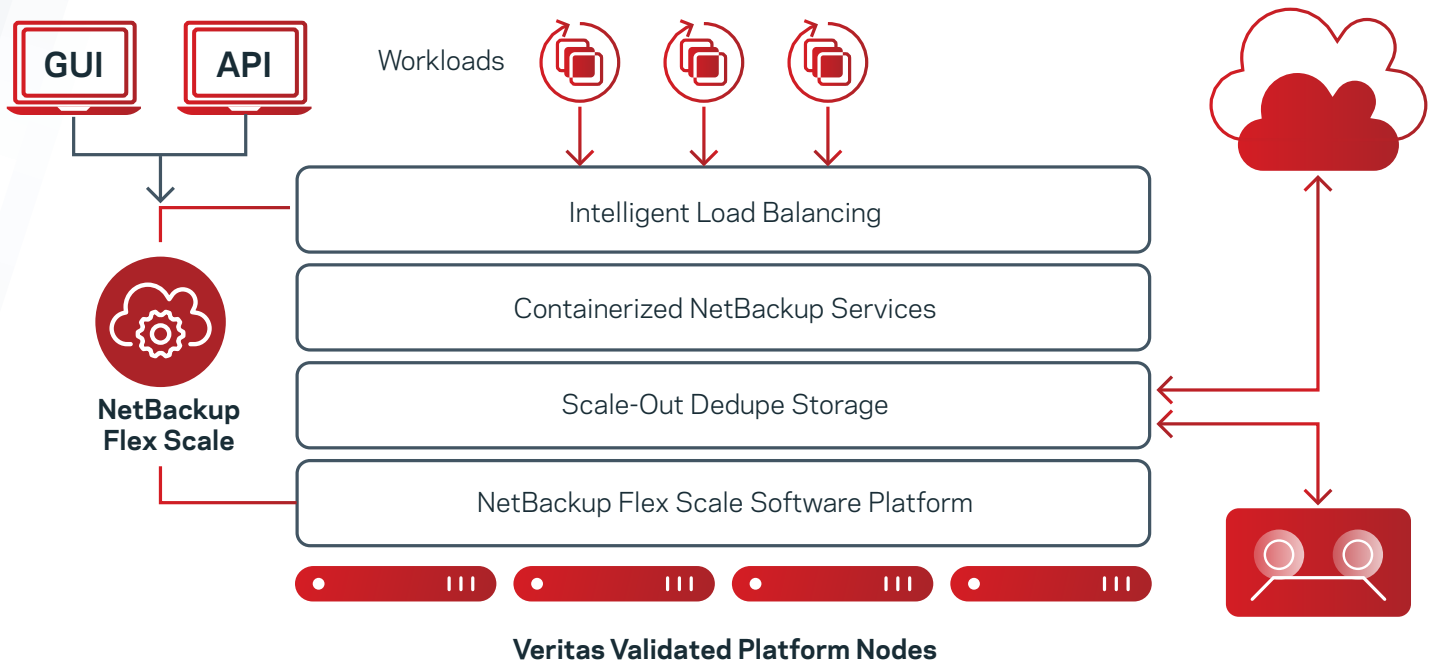 GUI
API
Workloads
Intelligent Load Balancing
Containerized NetBackup Services
Scale-Out Dedupe Storage
NetBackup Flex Scale Software Platform
NetBackup
Flex Scale
Veritas Validated Platform Nodes